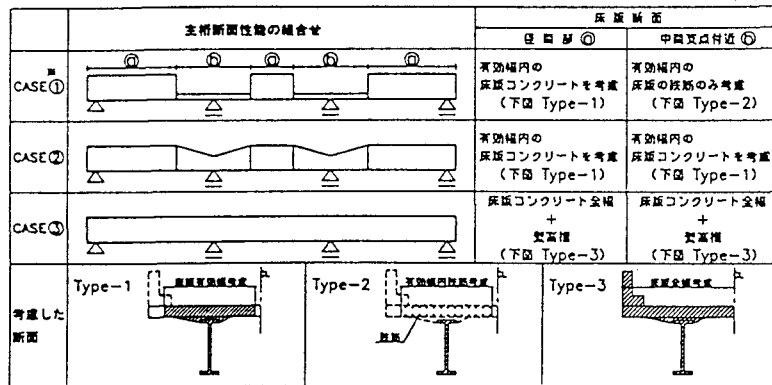 主桁断面性能の組合せ
床版断面
径間部 ⓐ
中間支点付近 ⓑ
ⓐ ⓑ ⓐ ⓑ ⓐ
CASE①
有効幅内の
床版コンクリートを考慮
(下図 Type-1)
有効幅内の
床版の鉄筋のみ考慮
(下図 Type-2)
CASE②
有効幅内の
床版コンクリートを考慮
(下図 Type-1)
有効幅内の
床版コンクリートを考慮
(下図 Type-1)
CASE③
床版コンクリート全幅
+
壁高欄
(下図 Type-3)
床版コンクリート全幅
+
壁高欄
(下図 Type-3)
考慮した
断面
Type-1
床版有効幅考慮
Type-2
有効幅内鉄筋考慮
鉄筋
Type-3
床版全幅考慮